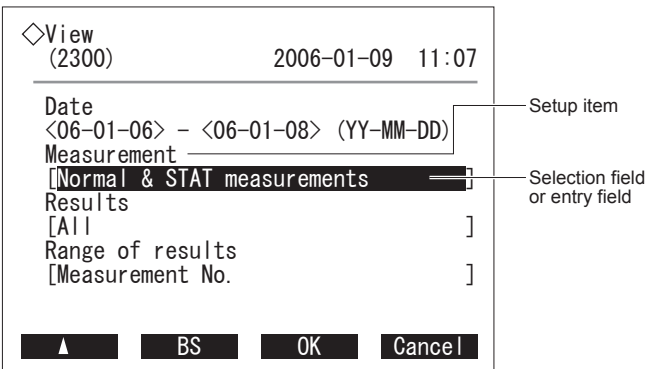 ◇View
(2300) 2006-01-09 11:07
Date
<06-01-06> - <06-01-08> (YY-MM-DD)
Setup item
Measurement
[Normal & STAT measurements ]
Selection field
or entry field
Results
[All ]
Range of results
[Measurement No. ]
▲ BS OK Cancel